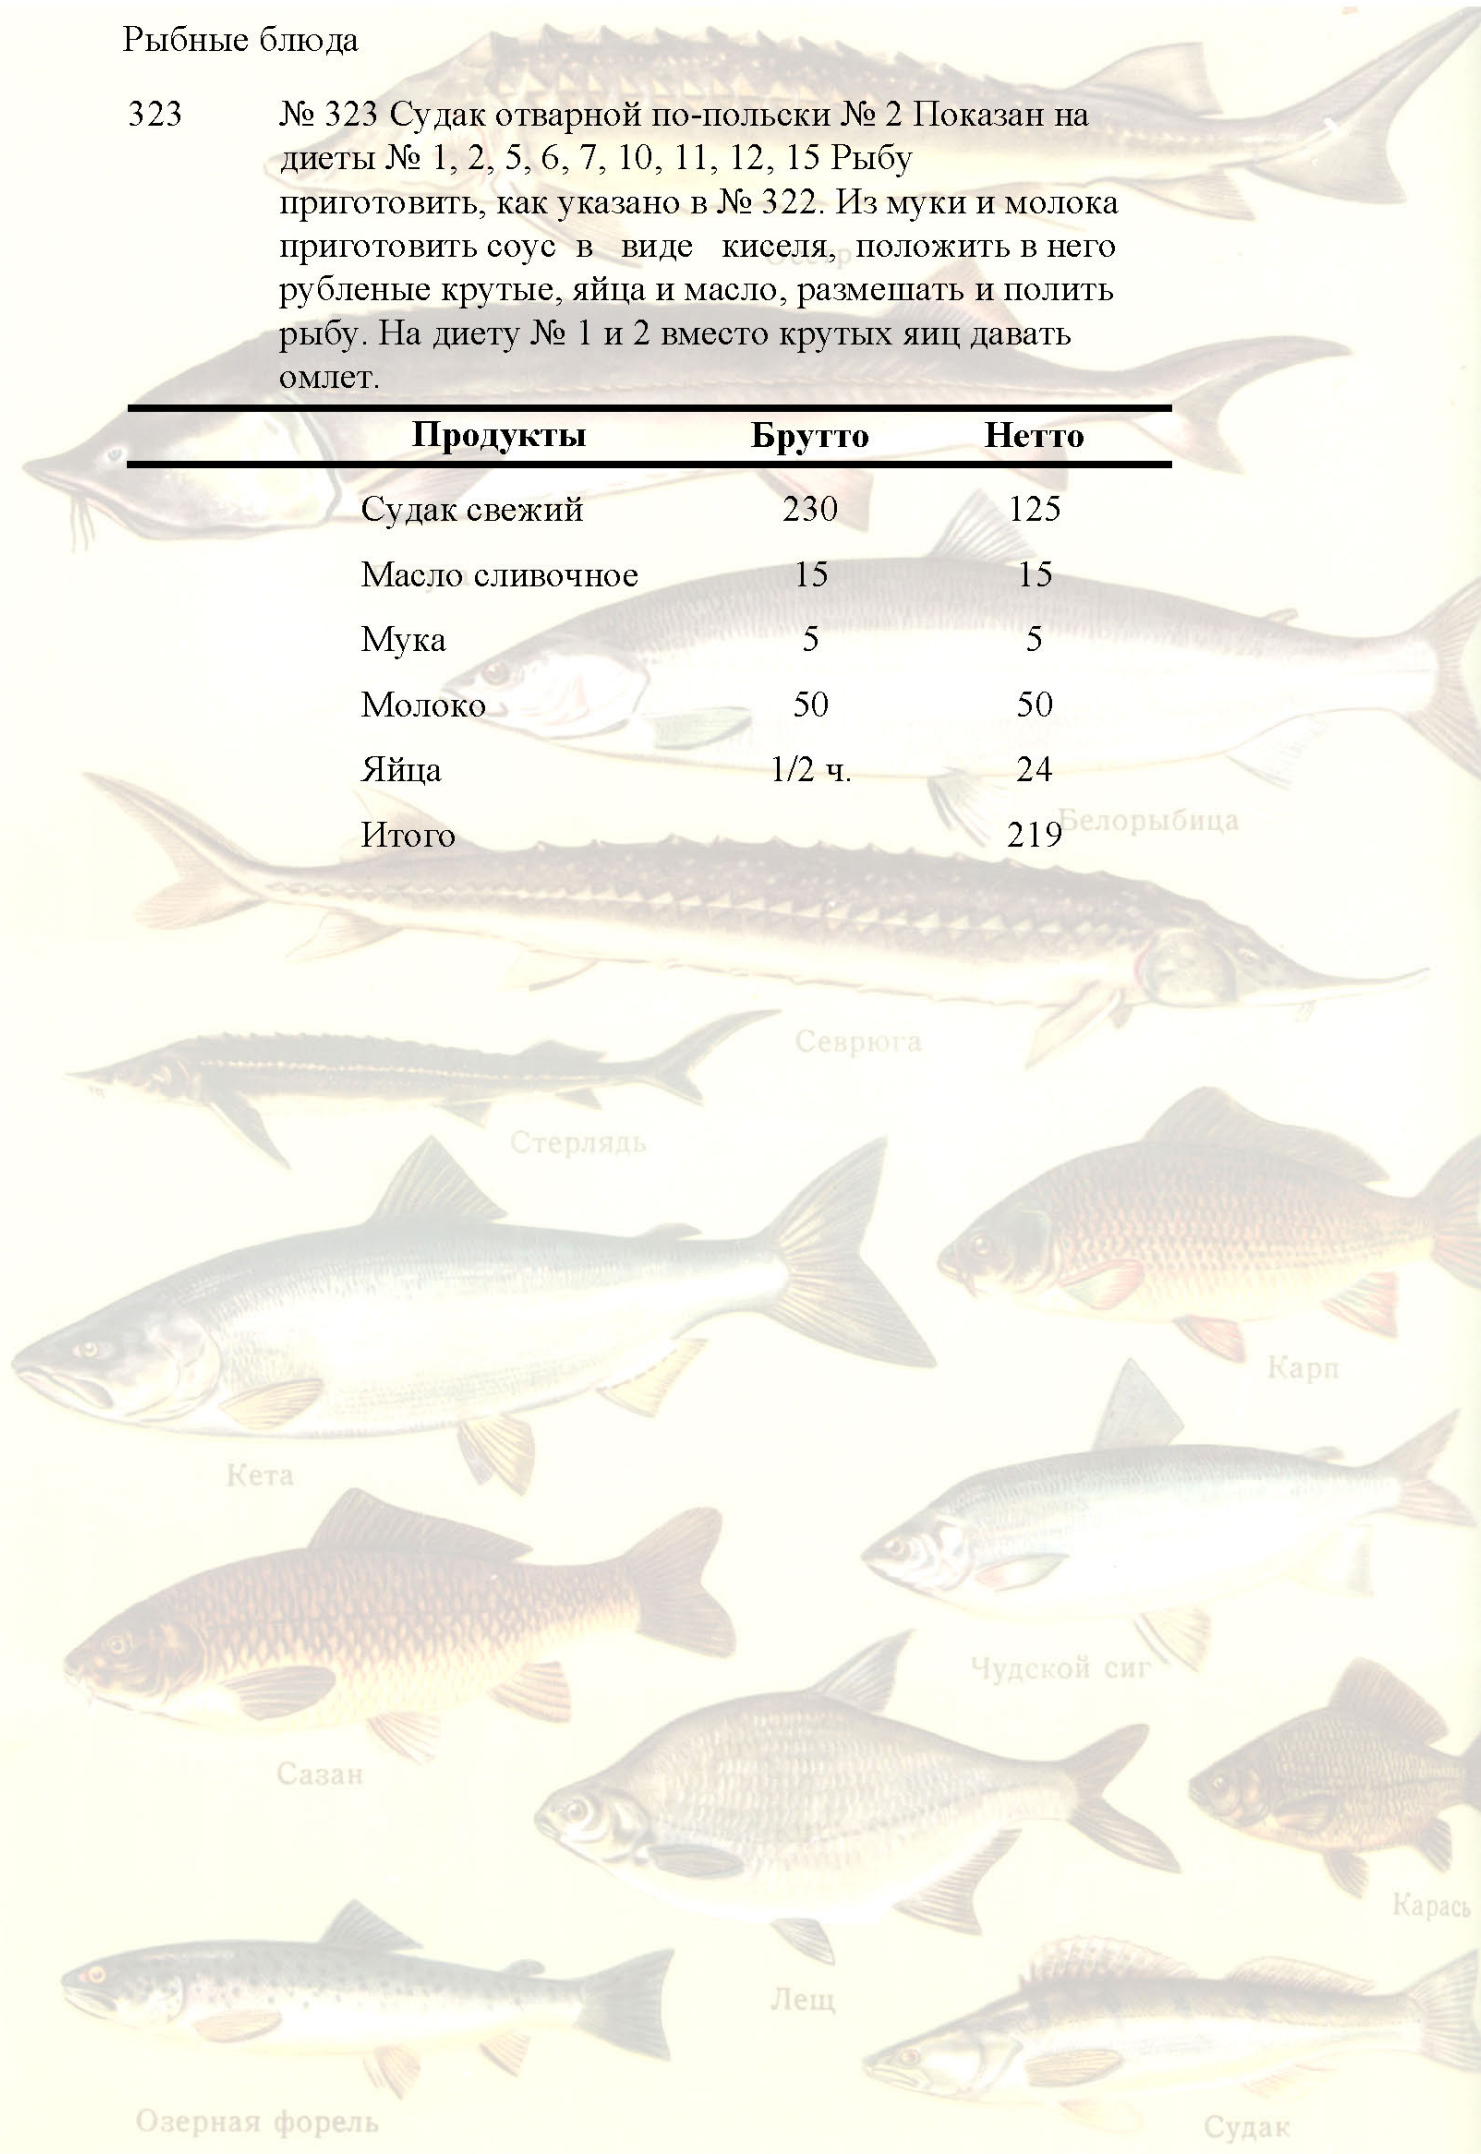 Рыбные блюда
323 № 323 Судак отварной по-польски № 2 Показан на
диеты № 1, 2, 5, 6, 7, 10, 11, 12, 15 Рыбу
приготовить, как указано в № 322. Из муки и молока
приготовить соус в виде киселя, положить в него
рубленые крутые, яйца и масло, размешать и полить
рыбу. На диету № 1 и 2 вместо крутых яиц давать
омлет.
Продукты Брутто Нетто
Судак свежий 230 125
Масло сливочное 15 15
Мука 5 5
Молоко 50 50
Яйца 1/2 ч. 24
Итого 219
Белорыбица
Севрюга
Стерлядь
Карп
Кета
Чудской сиг
Сазан
Карась
Лещ
Озерная форель
Судак